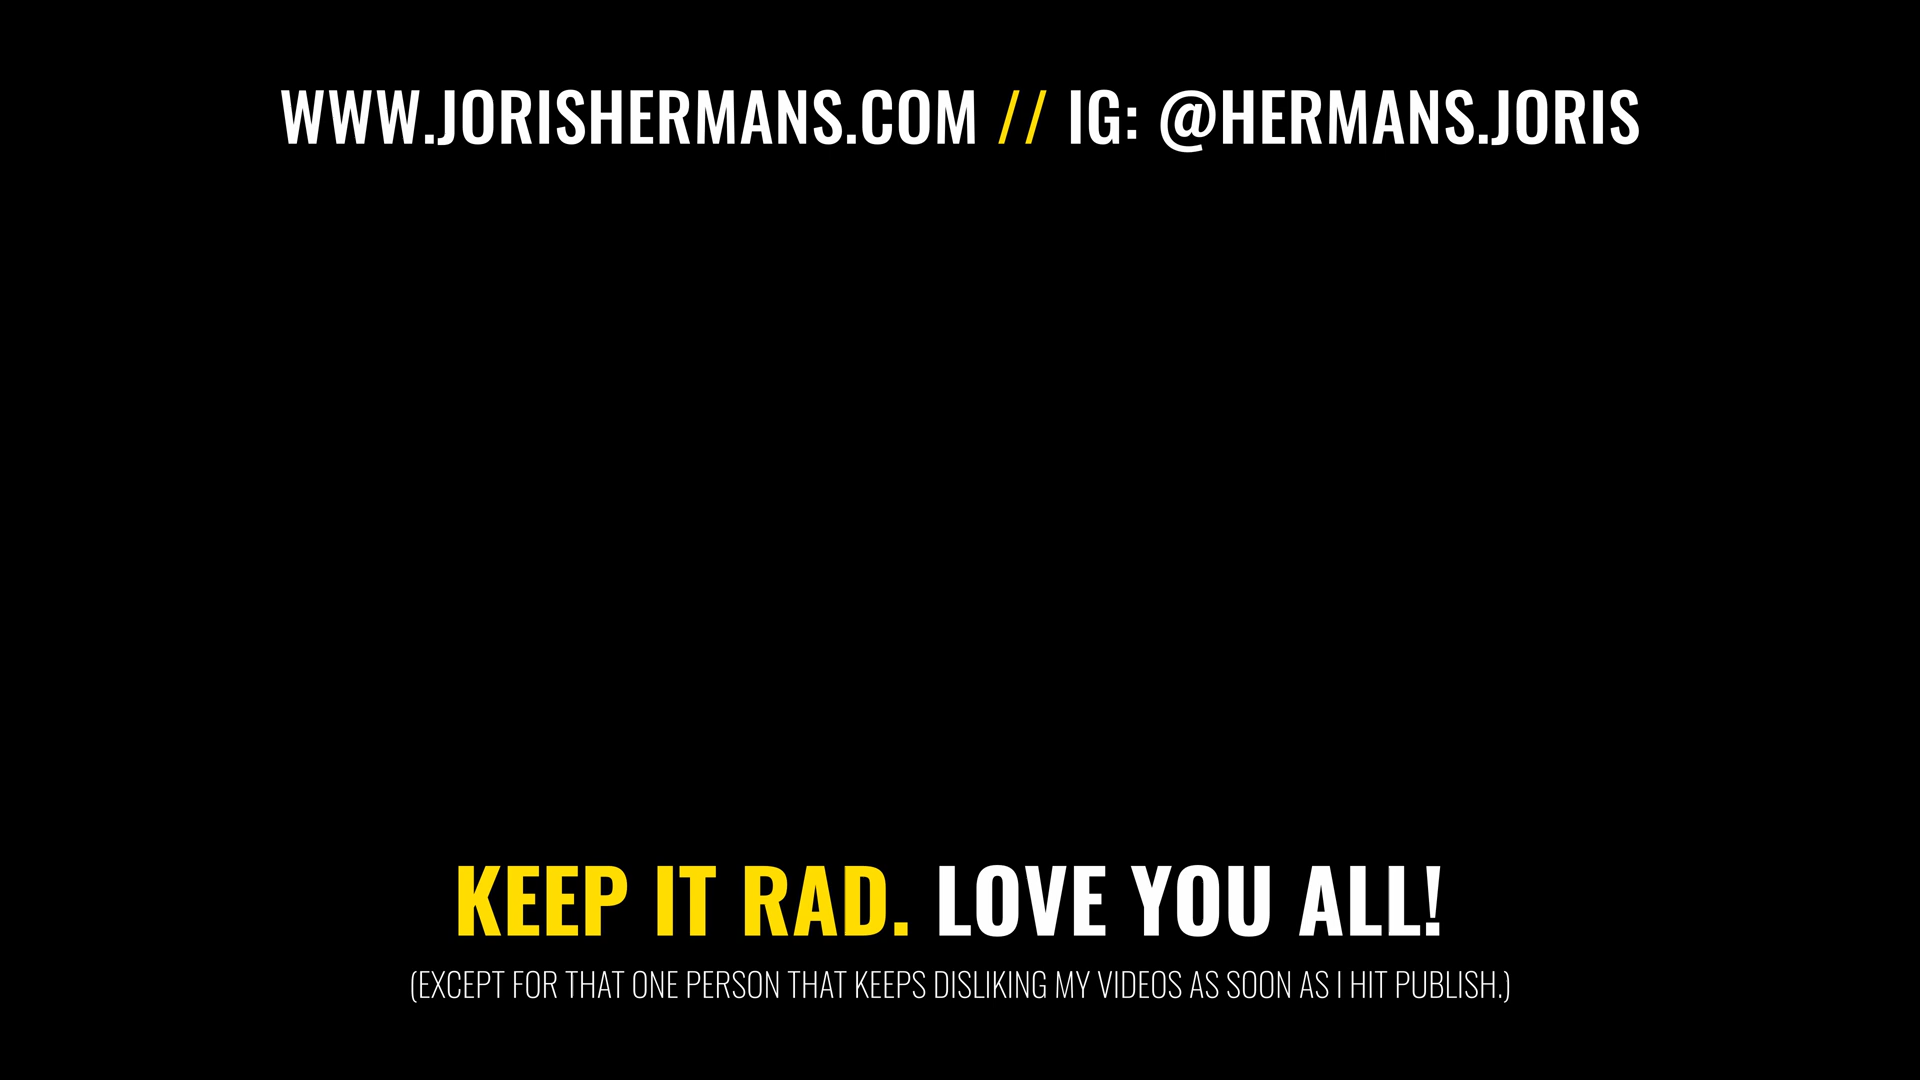 WWW.JORISHERMANS.COM // IG: @HERMANS.JORIS
KEEP IT RAD. LOVE YOU ALL!
(EXCEPT FOR THAT ONE PERSON THAT KEEPS DISLIKING MY VIDEOS AS SOON AS I HIT PUBLISH.)